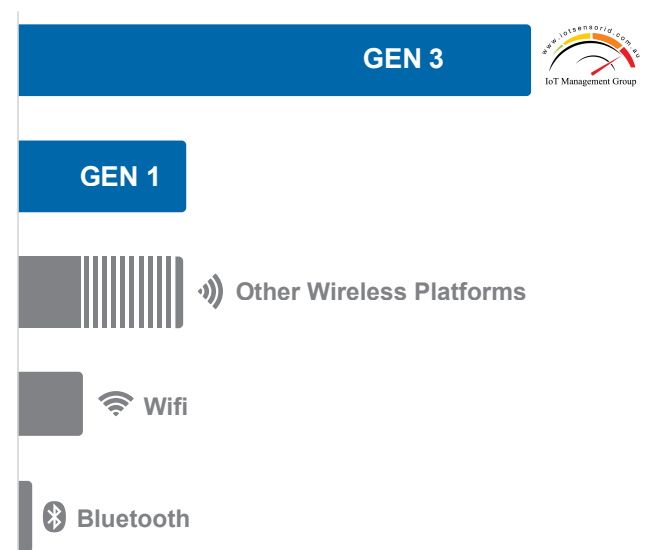 GEN 3
www.iotsensorid.com.au
IoT Management Group
GEN 1
Other Wireless Platforms
Wifi
Bluetooth